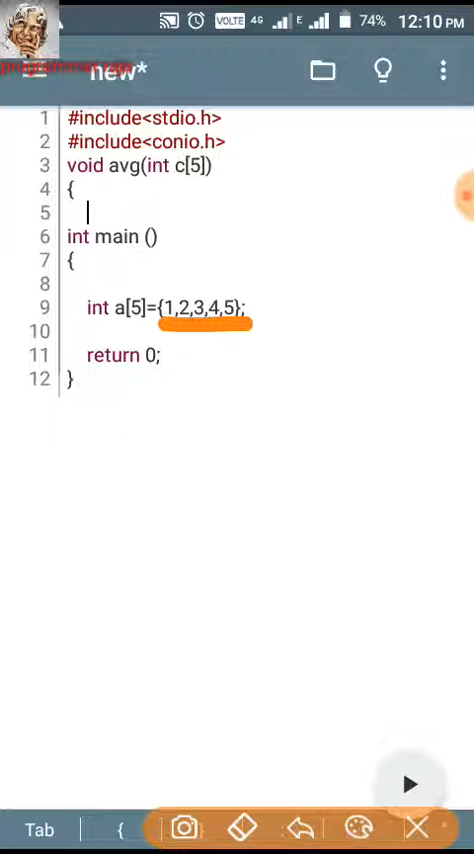 VOLTE 4G E 74% 12:10 PM
new*
1 #include<stdio.h>
2 #include<conio.h>
3 void avg(int c[5])
4 {
5
6 int main ()
7 {
8
9 int a[5]={1,2,3,4,5};
10
11 return 0;
12 }
Tab {